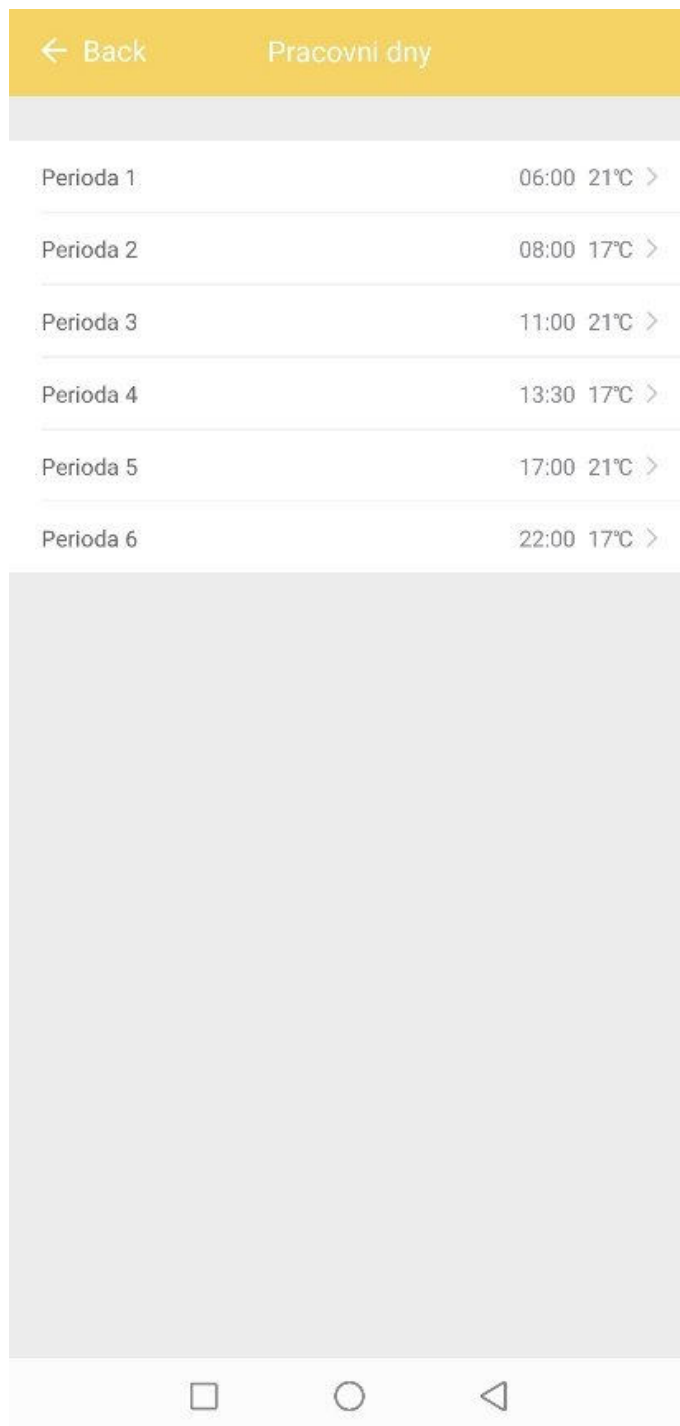 ← Back Pracovní dny
Perioda 1 06:00 21℃ >
Perioda 2 08:00 17℃ >
Perioda 3 11:00 21℃ >
Perioda 4 13:30 17℃ >
Perioda 5 17:00 21℃ >
Perioda 6 22:00 17℃ >